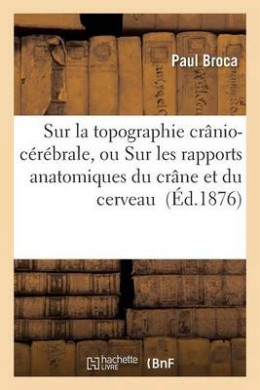 Paul Broca
Sur la topographie crânio-
cérébrale, ou Sur les rapports
anatomiques du crâne et du
cerveau (Éd.1876)
hachette
LIVRE
{BnF